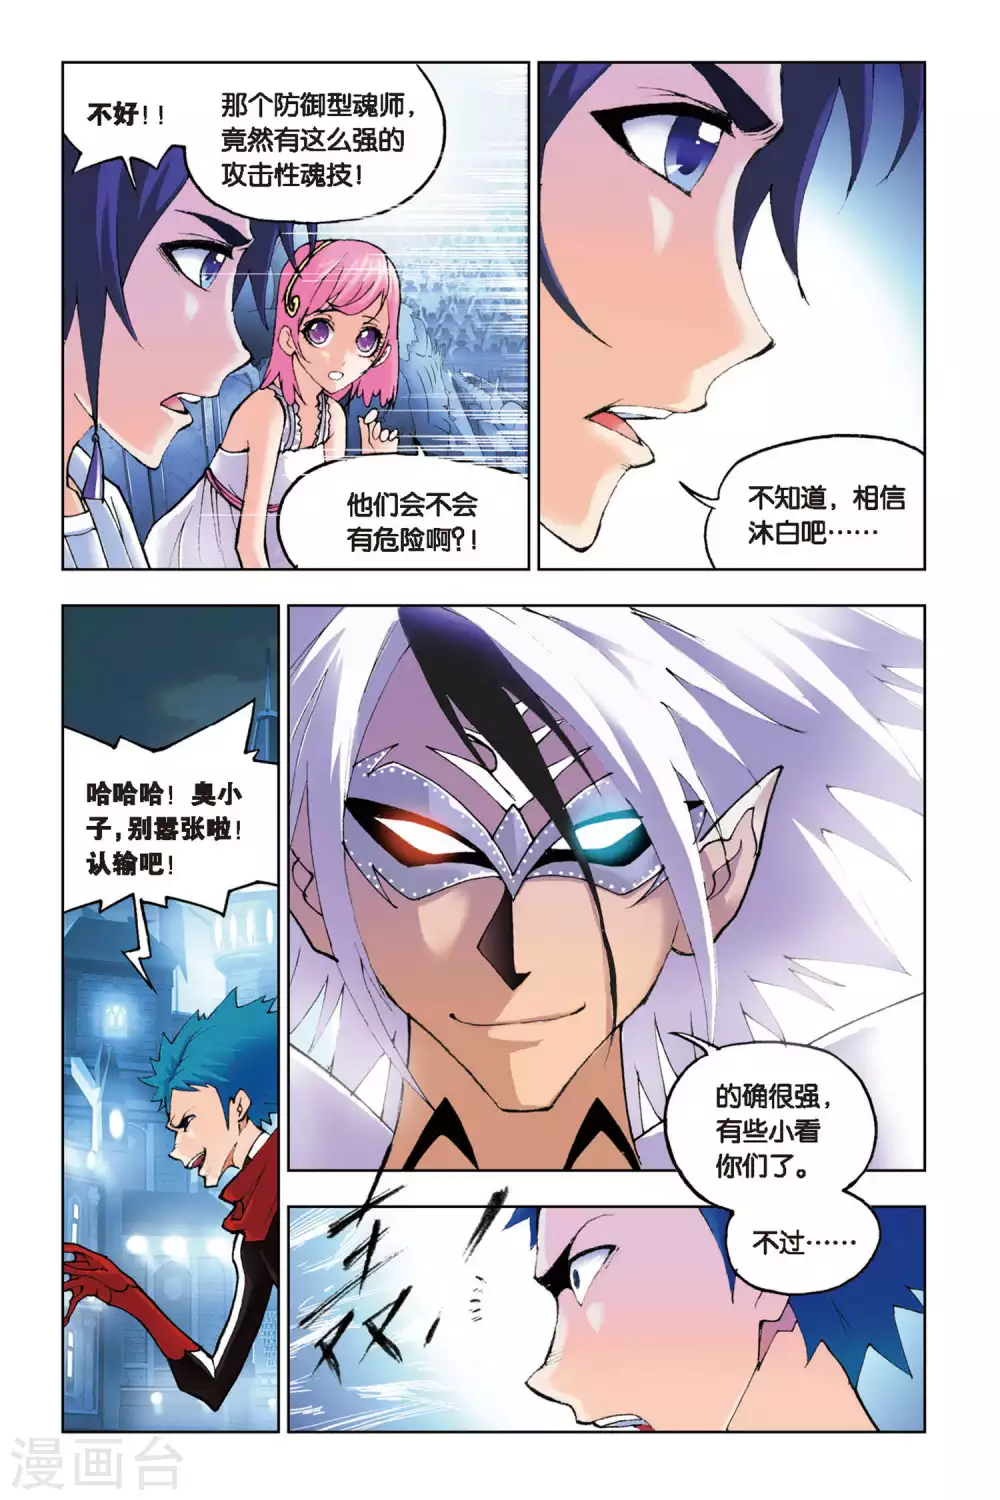 不好！！
那个防御型魂师，
竟然有这么强的
攻击性魂技！
他们会不会
有危险啊？！
不知道，相信
沐白吧……
哈哈哈！臭小
子，别嚣张啦！
认输吧！
的确很强，
有些小看
你们了。
不过……
漫画台